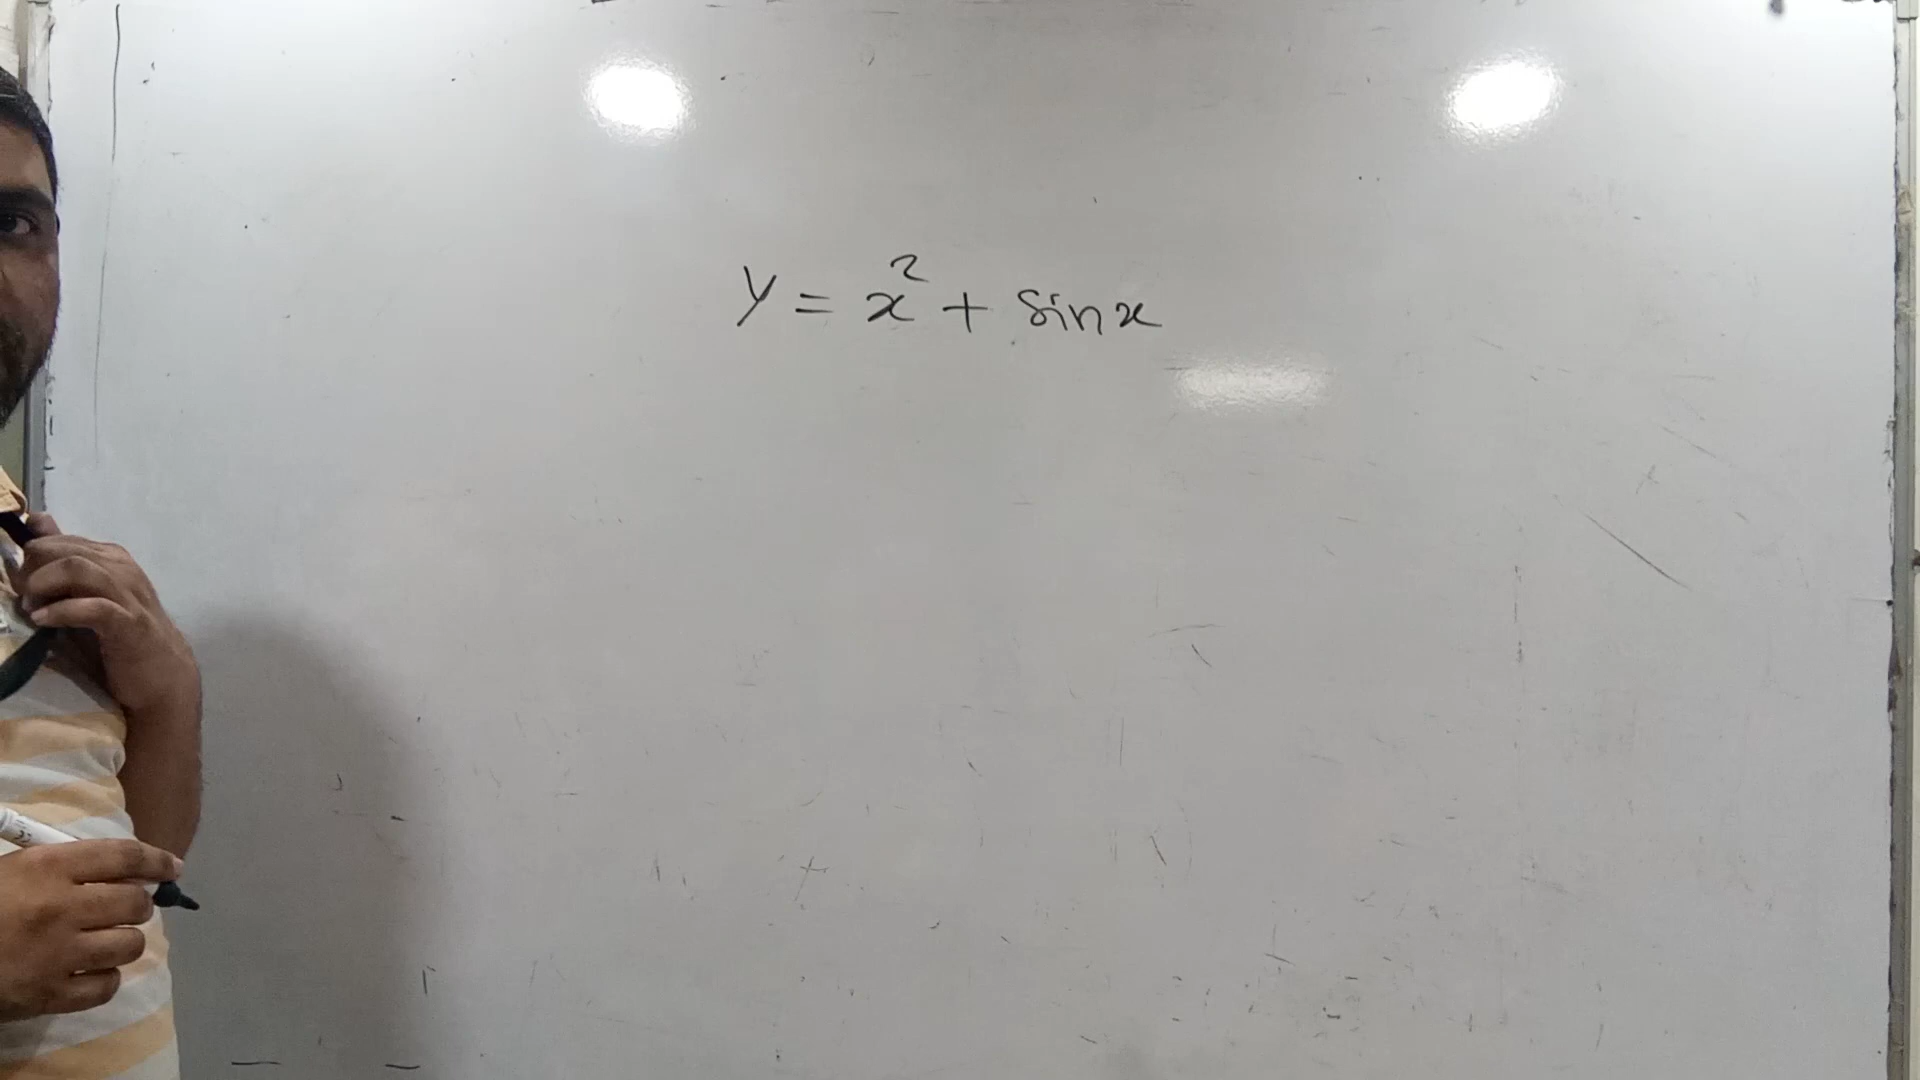 y = x² + sin x